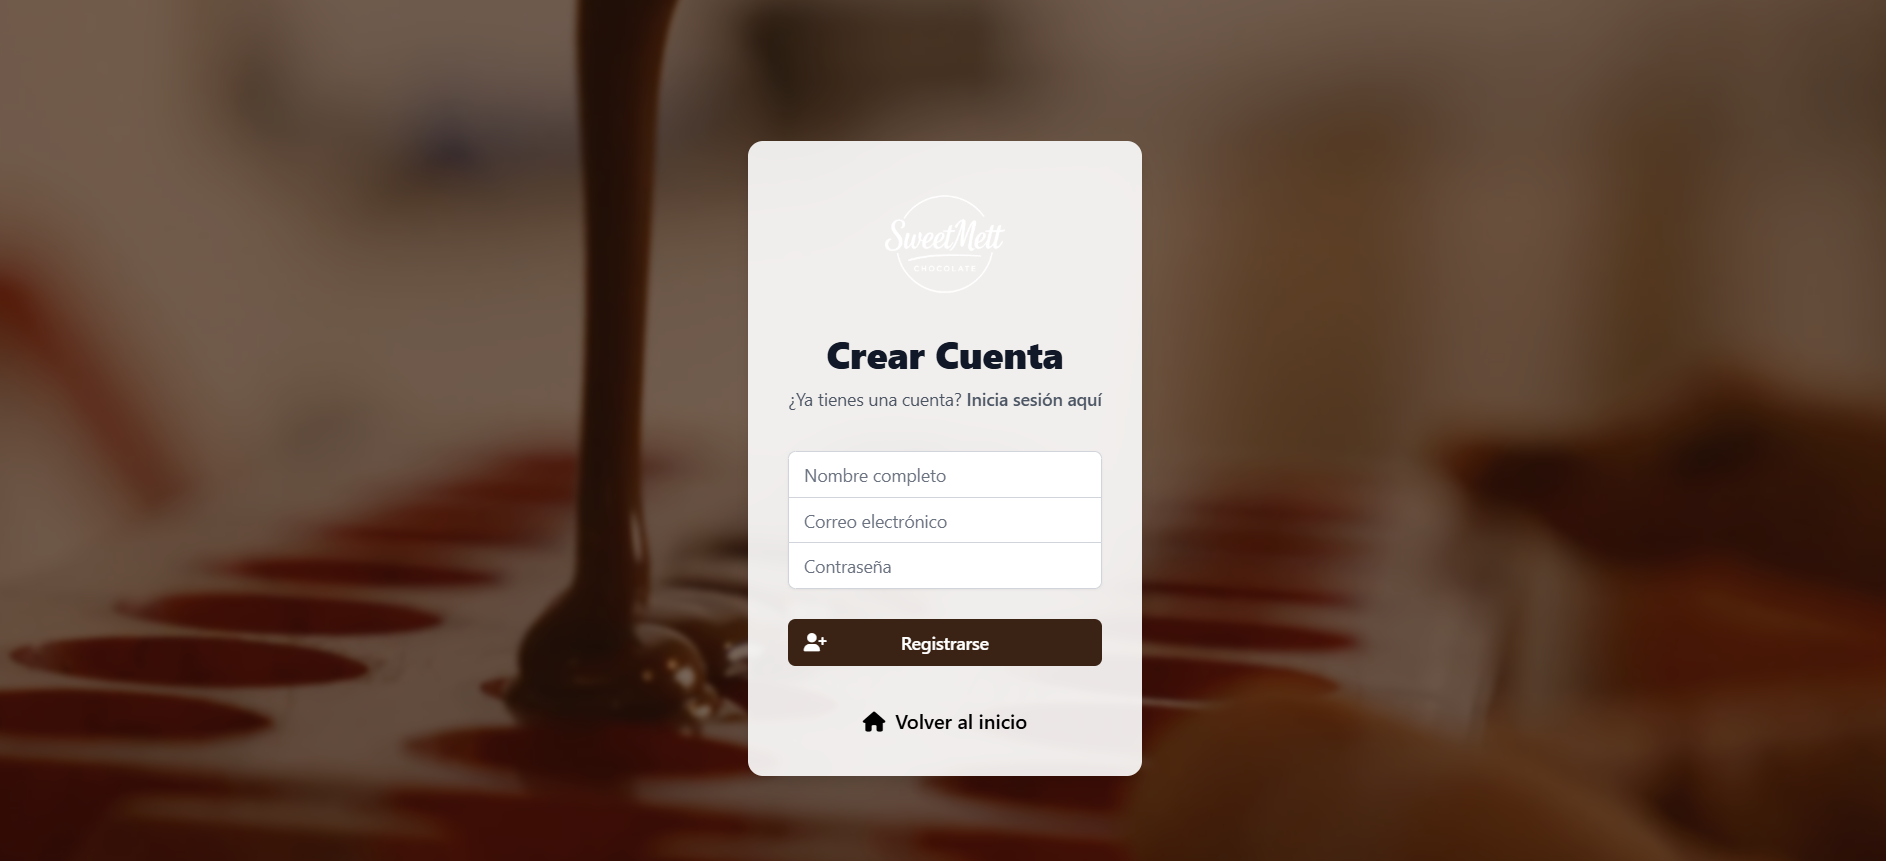 SweetMett
CHOCOLATE
Crear Cuenta
¿Ya tienes una cuenta? Inicia sesión aquí
Nombre completo
Correo electrónico
Contraseña
Registrarse
Volver al inicio